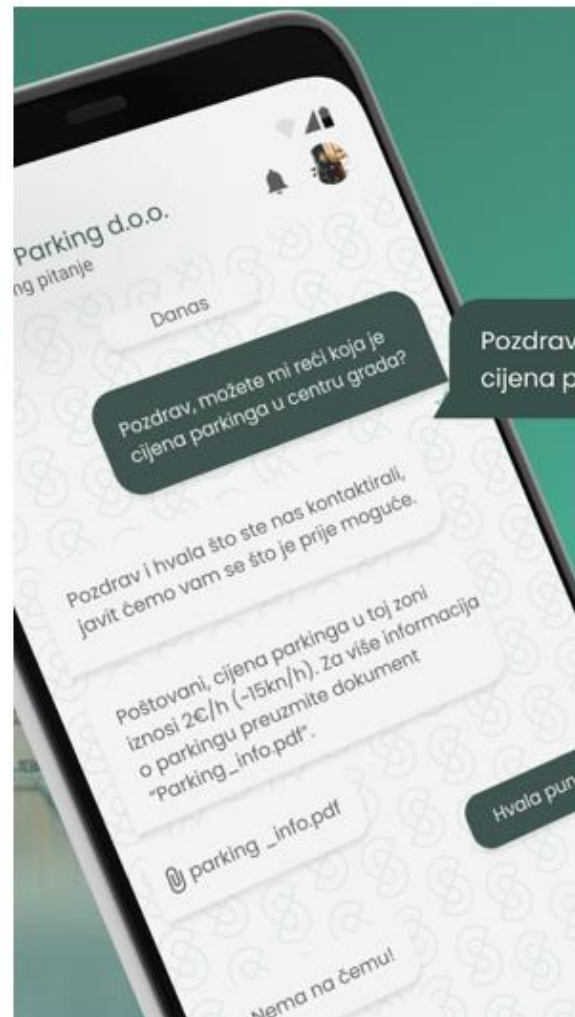 Parking d.o.o.
ng pitanje
Danas
Pozdrav, možete mi reći koja je
cijena parkinga u centru grada?
Pozdrav
cijena p
Pozdrav i hvala što ste nas kontaktirali,
javit ćemo vam se što je prije moguće.
Poštovani, cijena parkinga u toj zoni
iznosi 2€/h (~15kn/h). Za više informacija
o parkingu preuzmite dokument
"Parking_info.pdf".
parking _info.pdf
Hvala pun
Nema na čemu!